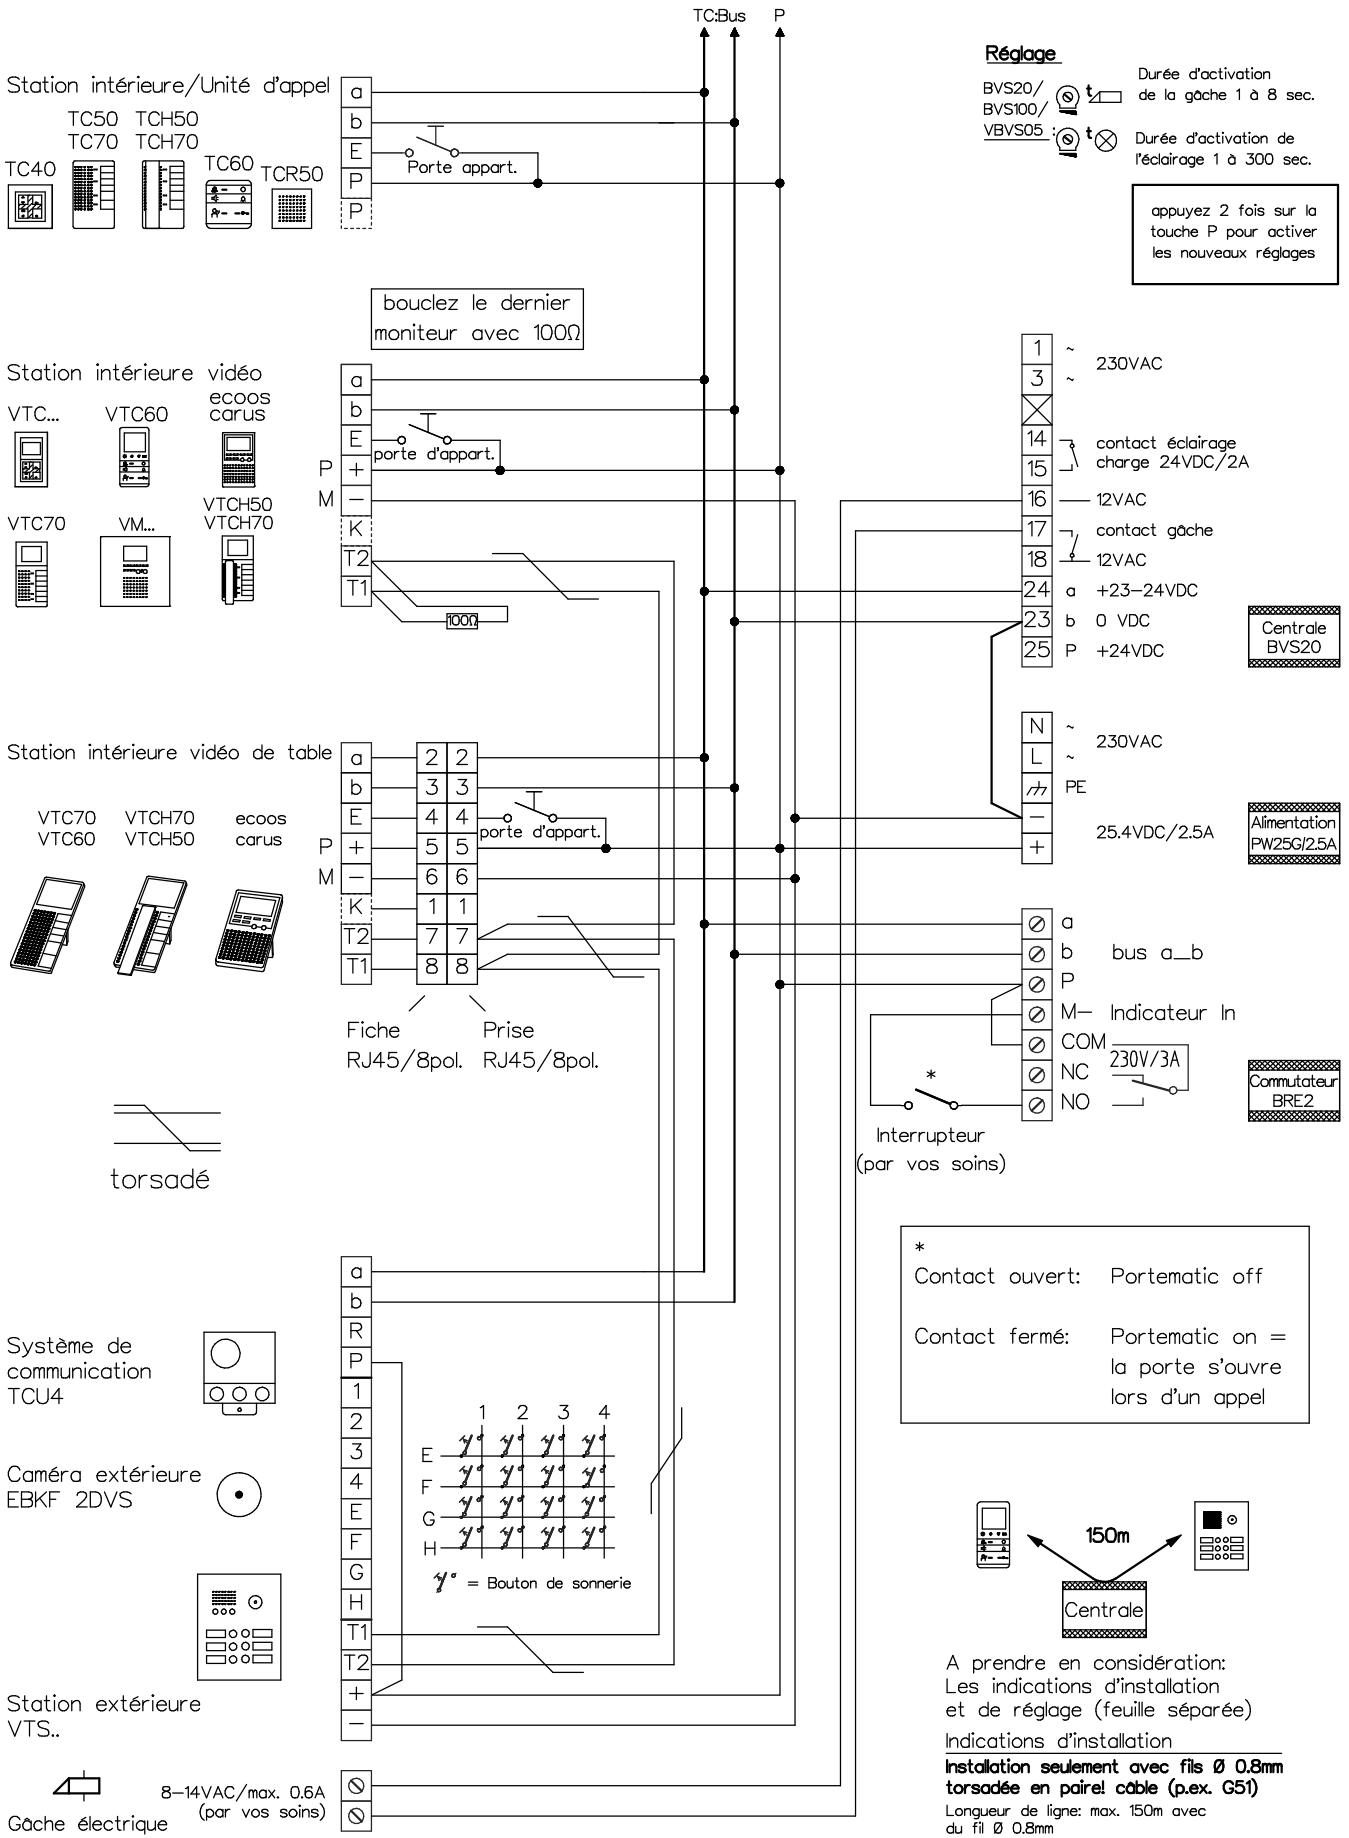 TC:Bus P
Réglage
BVS20/
BVS100/
VBVS05 :
t
Durée d'activation
de la gâche 1 à 8 sec.
t
Durée d'activation de
l'éclairage 1 à 300 sec.
appuyez 2 fois sur la
touche P pour activer
les nouveaux réglages
Station intérieure/Unité d'appel
TC50 TCH50
TC70 TCH70
TC40
TC60
TCR50
a
b
E
P
P
Porte appart.
bouclez le dernier
moniteur avec 100Ω
Station intérieure vidéo
VTC...
VTC60
ecoos
carus
VTC70
VM...
VTCH50
VTCH70
a
b
E
P +
M −
K
T2
T1
porte d'appart.
100Ω
1 ~
230VAC
3 ~
14
contact éclairage
15
charge 24VDC/2A
16 12VAC
17 contact gâche
18 12VAC
24 a +23−24VDC
23 b 0 VDC
25 P +24VDC
Centrale
BVS20
N ~
230VAC
L ~
PE
−
25.4VDC/2.5A
+
Alimentation
PW25G/2.5A
Station intérieure vidéo de table
VTC70 VTCH70 ecoos
VTC60 VTCH50 carus
a 2 2
b 3 3
E 4 4
P + 5 5
M − 6 6
K 1 1
T2 7 7
T1 8 8
porte d'appart.
Fiche
RJ45/8pol.
Prise
RJ45/8pol.
a
b bus a_b
P
M− Indicateur In
COM
230V/3A
NC
NO
Commutateur
BRE2
*
Interrupteur
(par vos soins)
torsadé
*
Contact ouvert: Portematic off
Contact fermé: Portematic on =
la porte s'ouvre
lors d'un appel
Système de
communication
TCU4
Caméra extérieure
EBKF 2DVS
Station extérieure
VTS..
a
b
R
P
1
2
3
4
E
F
G
H
T1
T2
+
−
1 2 3 4
E
F
G
H
= Bouton de sonnerie
Gâche électrique
8−14VAC/max. 0.6A
(par vos soins)
150m
Centrale
A prendre en considération:
Les indications d'installation
et de réglage (feuille séparée)
Indications d'installation
Installation seulement avec fils Ø 0.8mm
torsadée en paire! câble (p.ex. G51)
Longueur de ligne: max. 150m avec
du fil Ø 0.8mm